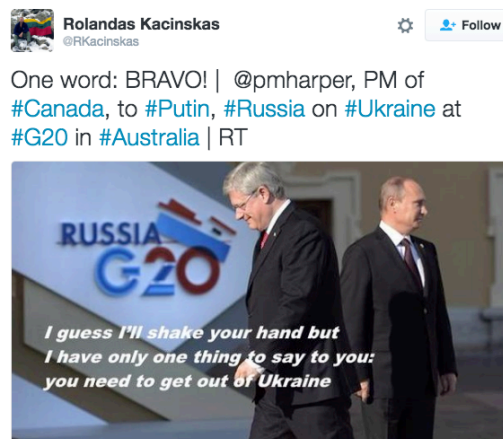 Rolandas Kacinskas
@RKacinskas
Follow
One word: BRAVO! | @pmharper, PM of
#Canada, to #Putin, #Russia on #Ukraine at
#G20 in #Australia | RT
RUSSIA
G20
I guess I'll shake your hand but
I have only one thing to say to you:
you need to get out of Ukraine